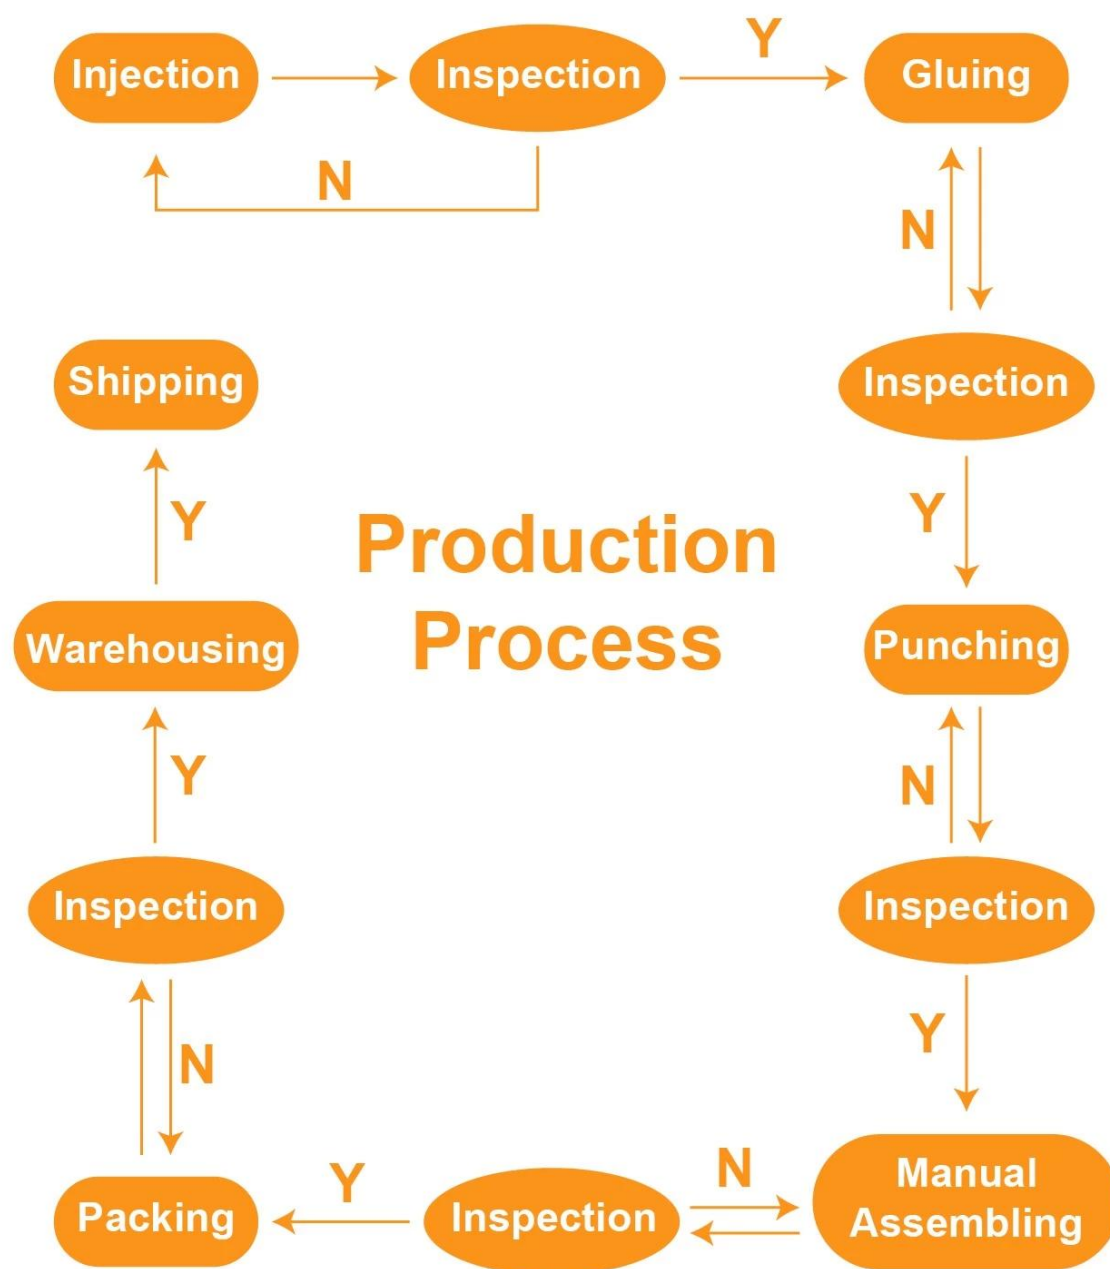 Injection
Inspection
Y
Gluing
N
N
Inspection
Y
Punching
N
Inspection
Y
Manual
Assembling
N
Inspection
Y
Packing
N
Inspection
Y
Warehousing
Y
Shipping
Production
Process